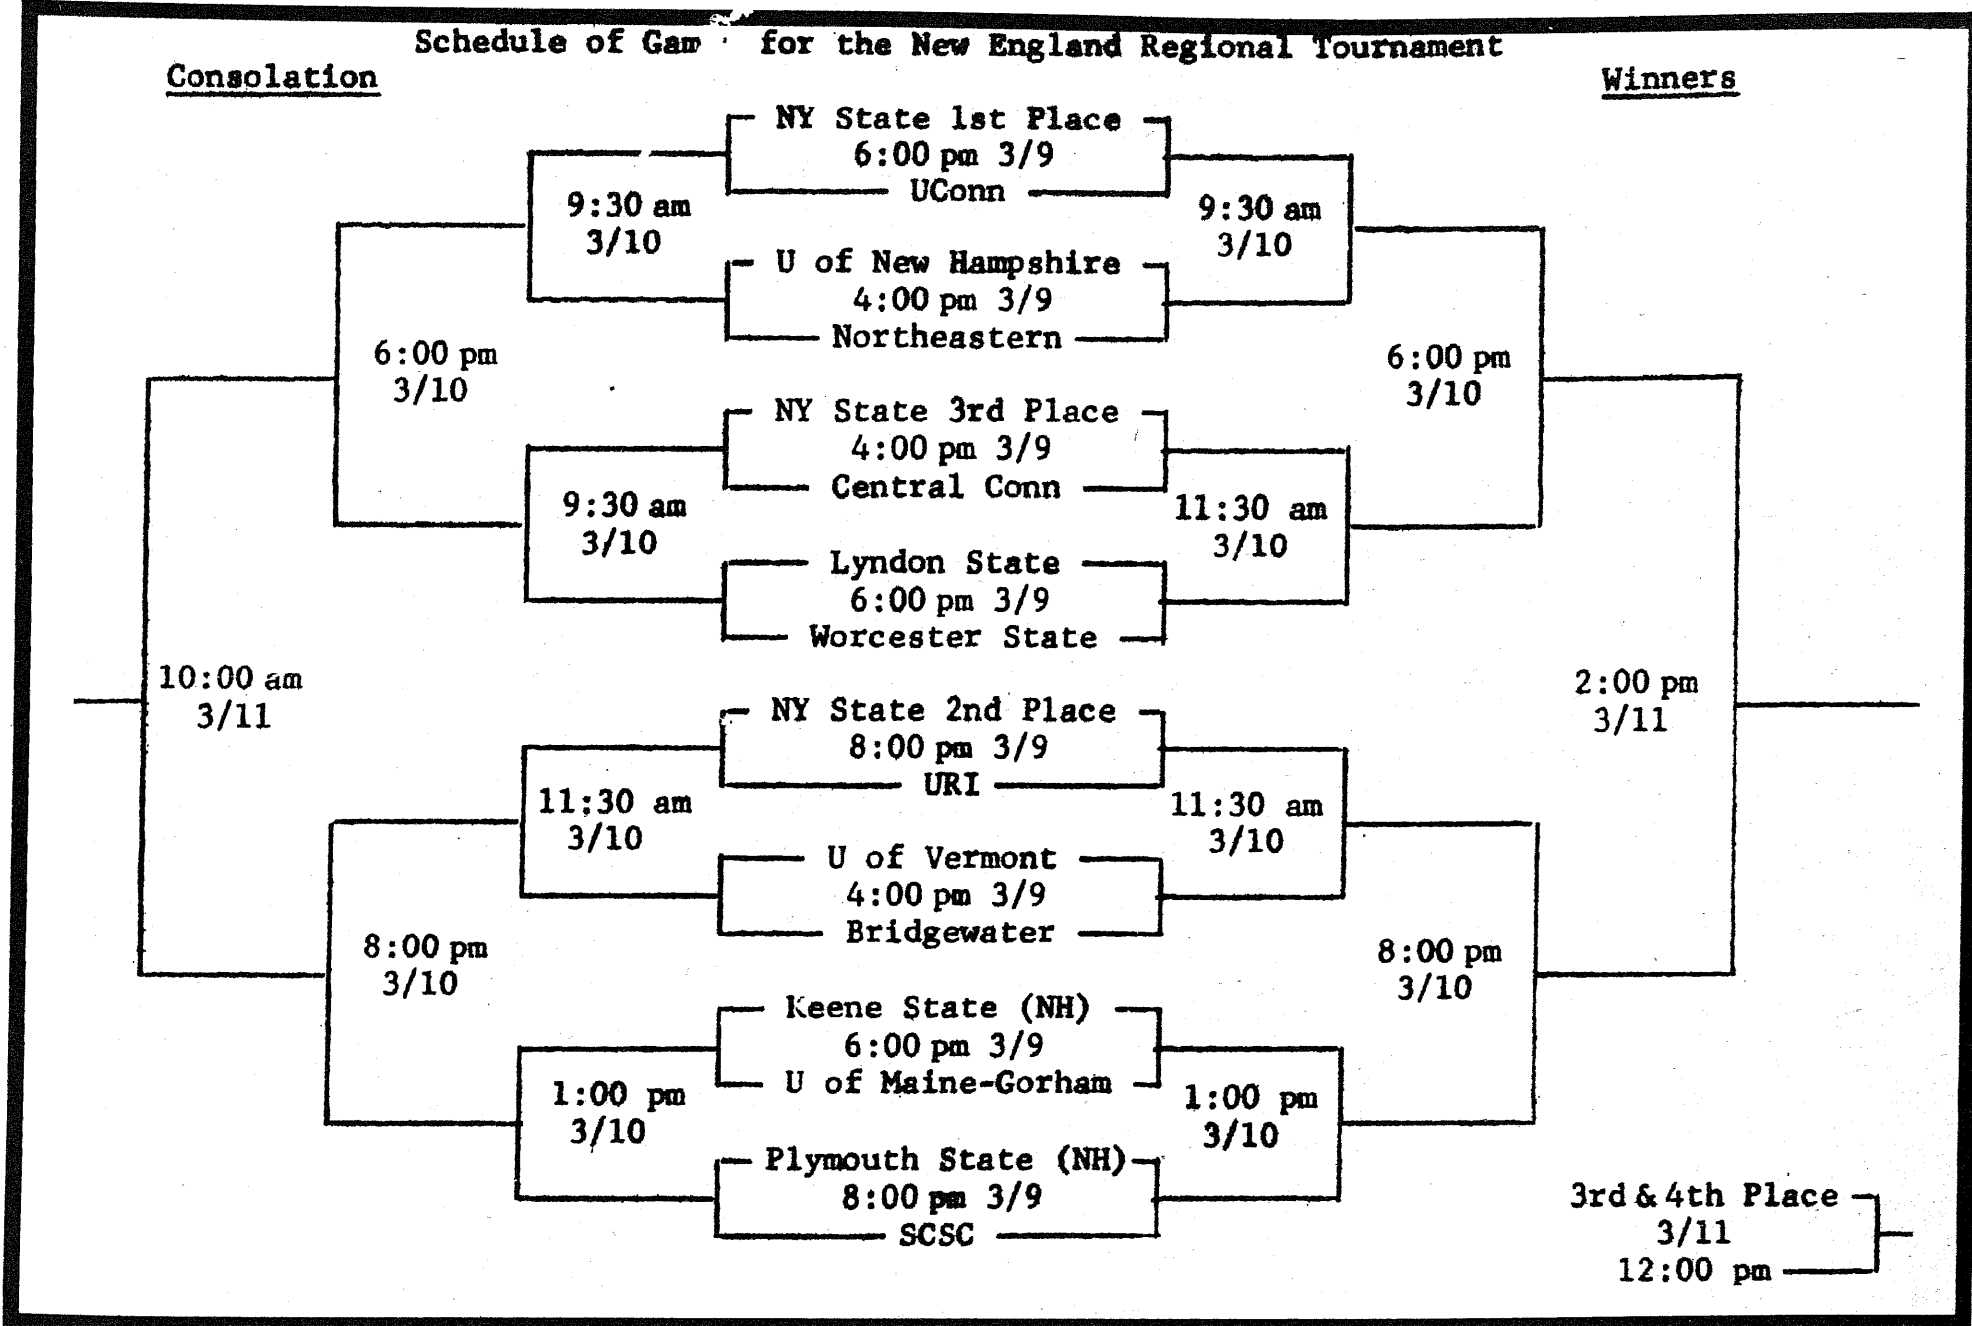 Schedule of Gam for the New England Regional Tournament
Consolation
Winners
NY State 1st Place
6:00 pm 3/9
UConn
9:30 am
3/10
9:30 am
3/10
U of New Hampshire
4:00 pm 3/9
Northeastern
6:00 pm
3/10
6:00 pm
3/10
NY State 3rd Place
4:00 pm 3/9
Central Conn
9:30 am
3/10
11:30 am
3/10
Lyndon State
6:00 pm 3/9
Worcester State
10:00 am
3/11
2:00 pm
3/11
NY State 2nd Place
8:00 pm 3/9
URI
11:30 am
3/10
11:30 am
3/10
U of Vermont
4:00 pm 3/9
Bridgewater
8:00 pm
3/10
8:00 pm
3/10
Keene State (NH)
6:00 pm 3/9
U of Maine-Gorham
1:00 pm
3/10
1:00 pm
3/10
Plymouth State (NH)
8:00 pm 3/9
SCSC
3rd & 4th Place
3/11
12:00 pm